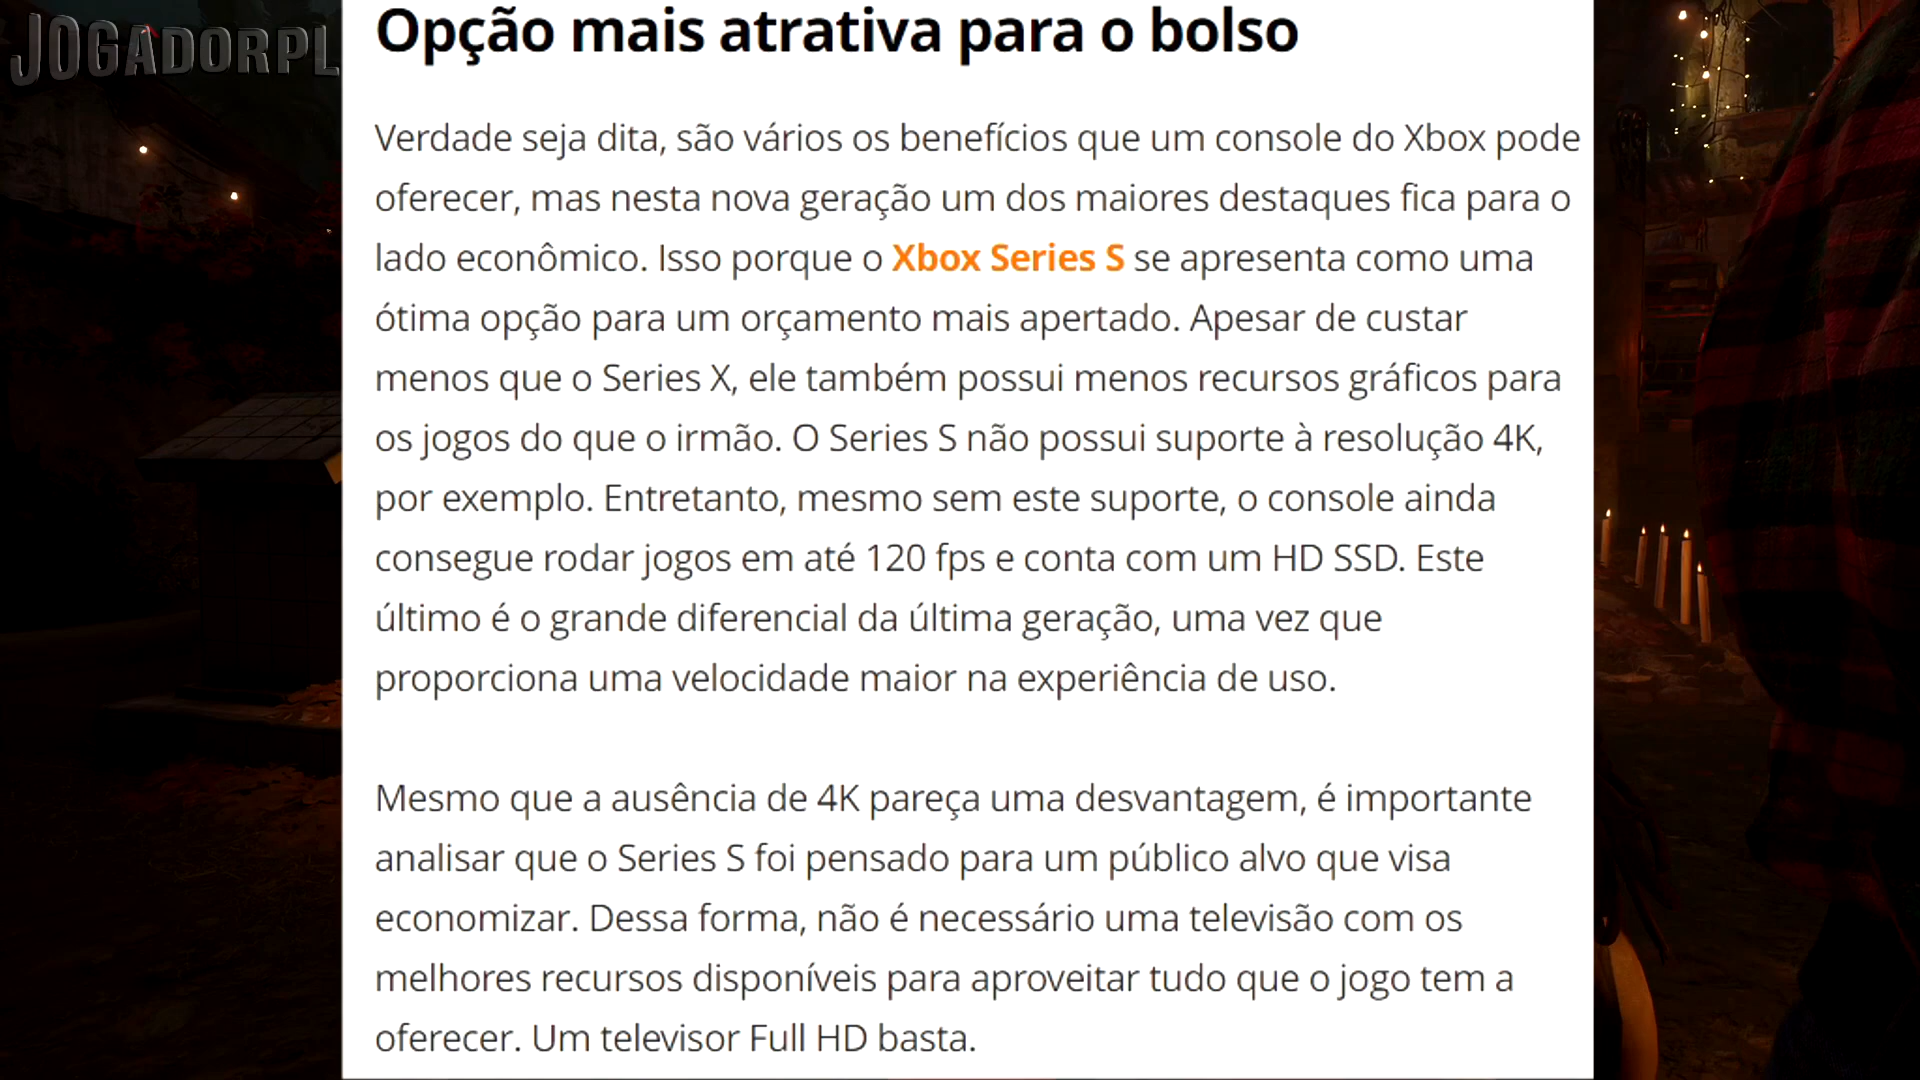 JOGADORPL
Opção mais atrativa para o bolso
Verdade seja dita, são vários os benefícios que um console do Xbox pode
oferecer, mas nesta nova geração um dos maiores destaques fica para o
lado econômico. Isso porque o Xbox Series S se apresenta como uma
ótima opção para um orçamento mais apertado. Apesar de custar
menos que o Series X, ele também possui menos recursos gráficos para
os jogos do que o irmão. O Series S não possui suporte à resolução 4K,
por exemplo. Entretanto, mesmo sem este suporte, o console ainda
consegue rodar jogos em até 120 fps e conta com um HD SSD. Este
último é o grande diferencial da última geração, uma vez que
proporciona uma velocidade maior na experiência de uso.
Mesmo que a ausência de 4K pareça uma desvantagem, é importante
analisar que o Series S foi pensado para um público alvo que visa
economizar. Dessa forma, não é necessário uma televisão com os
melhores recursos disponíveis para aproveitar tudo que o jogo tem a
oferecer. Um televisor Full HD basta.